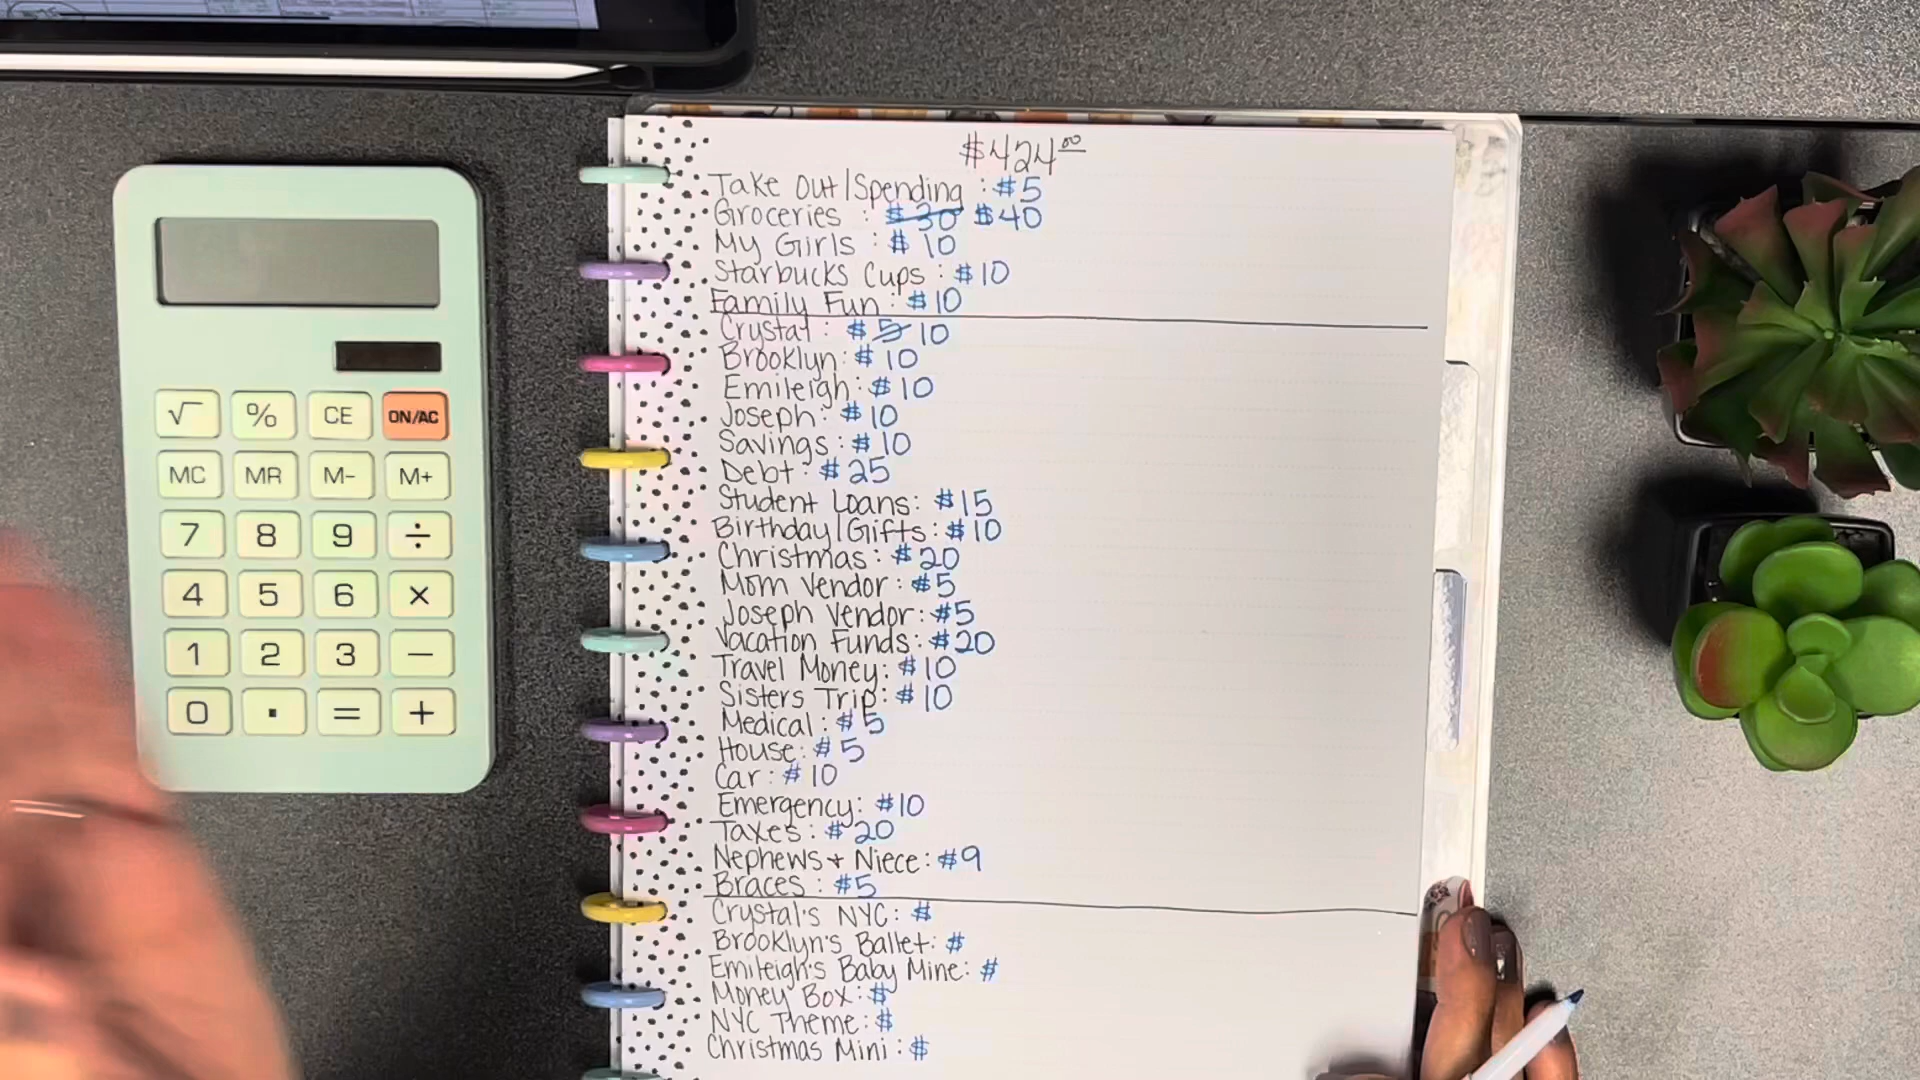 $424.00
Take Out/Spending : $5
Groceries : $30 $40
My Girls : $10
Starbucks Cups : $10
Family Fun : $10
Crystal : $5 10
Brooklyn: $10
Emileigh: $10
Joseph: $10
Savings : $10
Debt : $25
Student Loans: $15
Birthday/Gifts: $10
Christmas : $20
Mom Vendor : $5
Joseph Vendor: $5
Vacation Funds: $20
Travel Money: $10
Sisters Trip: $10
Medical : $5
House: $5
Car : $10
Emergency: $10
Taxes : $20
Nephews + Niece: $9
Braces : $5
Crystal's NYC: $
Brooklyn's Ballet: $
Emileigh's Baby Mine: $
Money Box : $
NYC Theme: $
Christmas Mini : $
√ % CE ON/AC
MC MR M- M+
7 8 9 ÷
4 5 6 ×
1 2 3 −
0 . = +